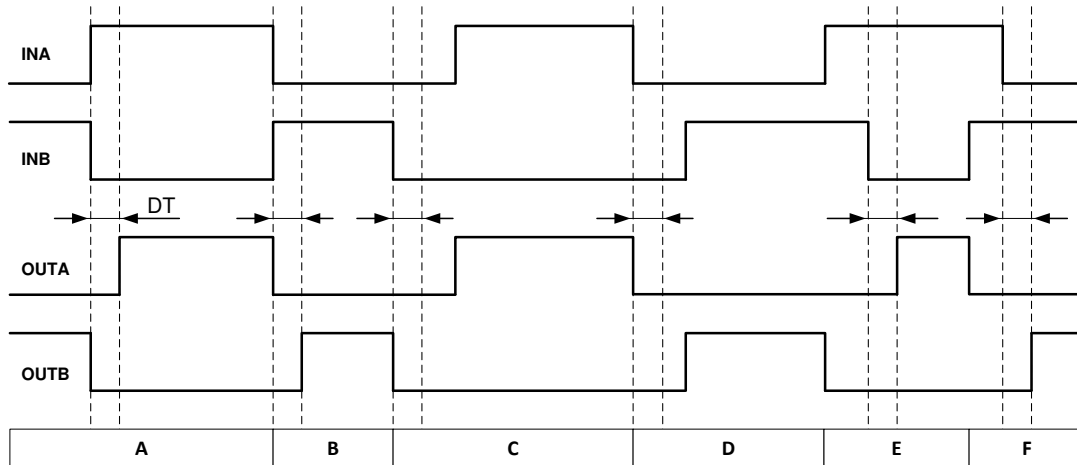 INA
INB
DT
OUTA
OUTB
A B C D E F